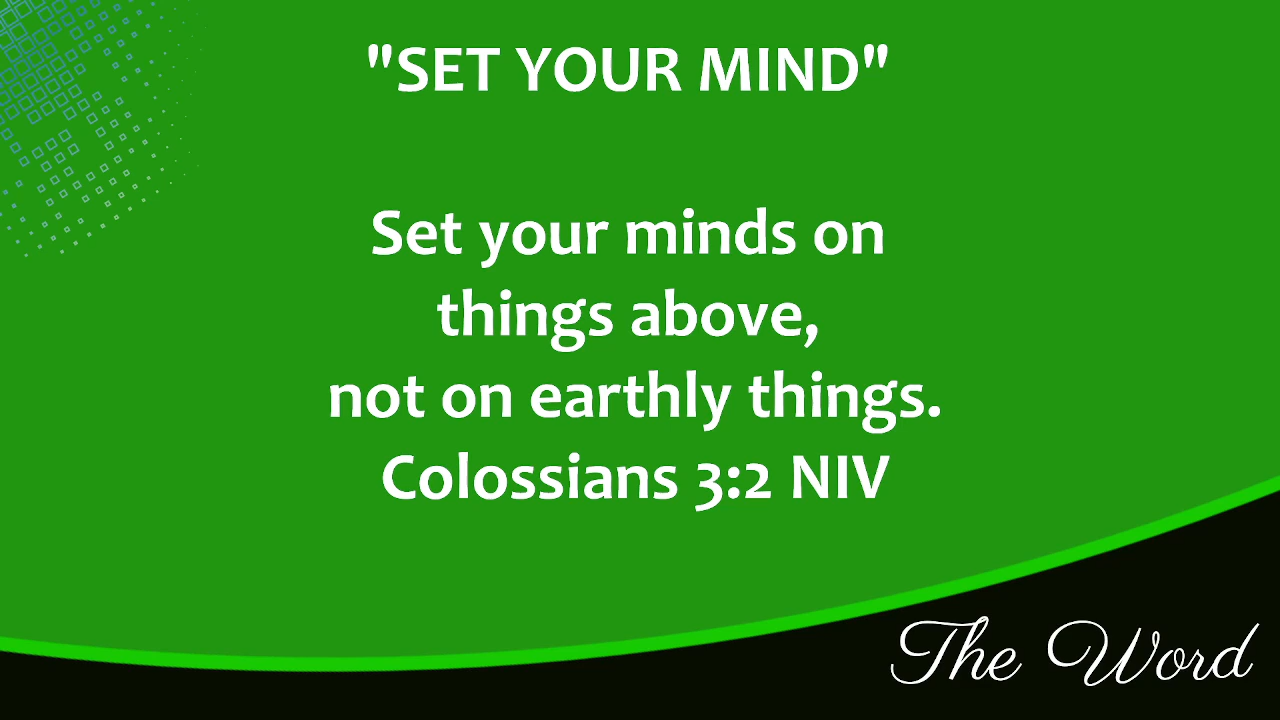 "SET YOUR MIND"
Set your minds on
things above,
not on earthly things.
Colossians 3:2 NIV
The Word